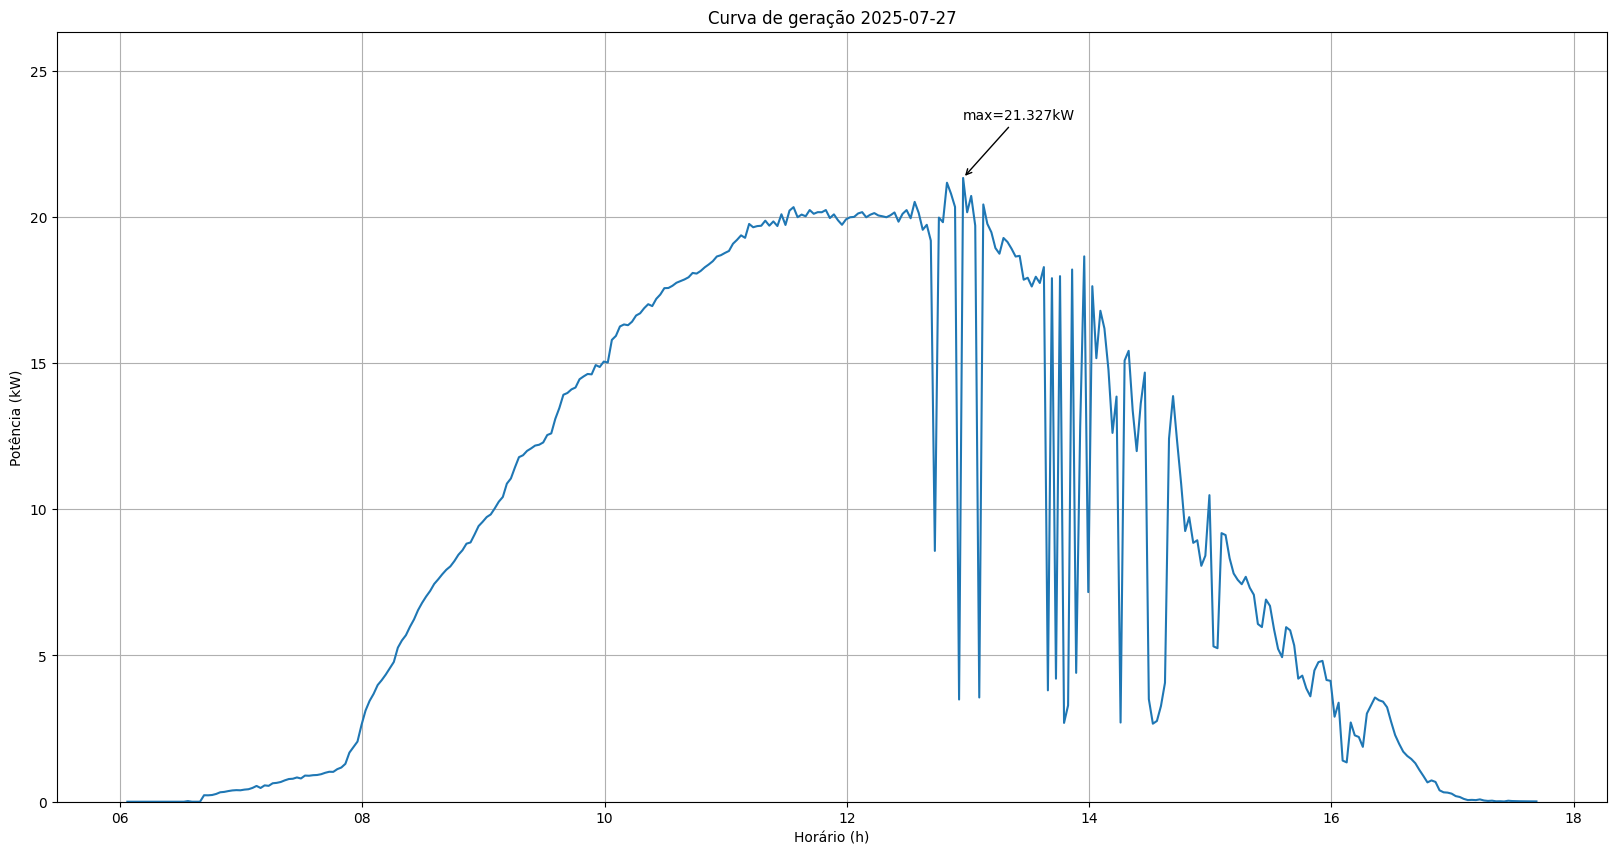 Curva de geração 2025-07-27
25
max=21.327kW
20
15
Potência (kW)
10
5
0
06 08 10 12 14 16 18
Horário (h)